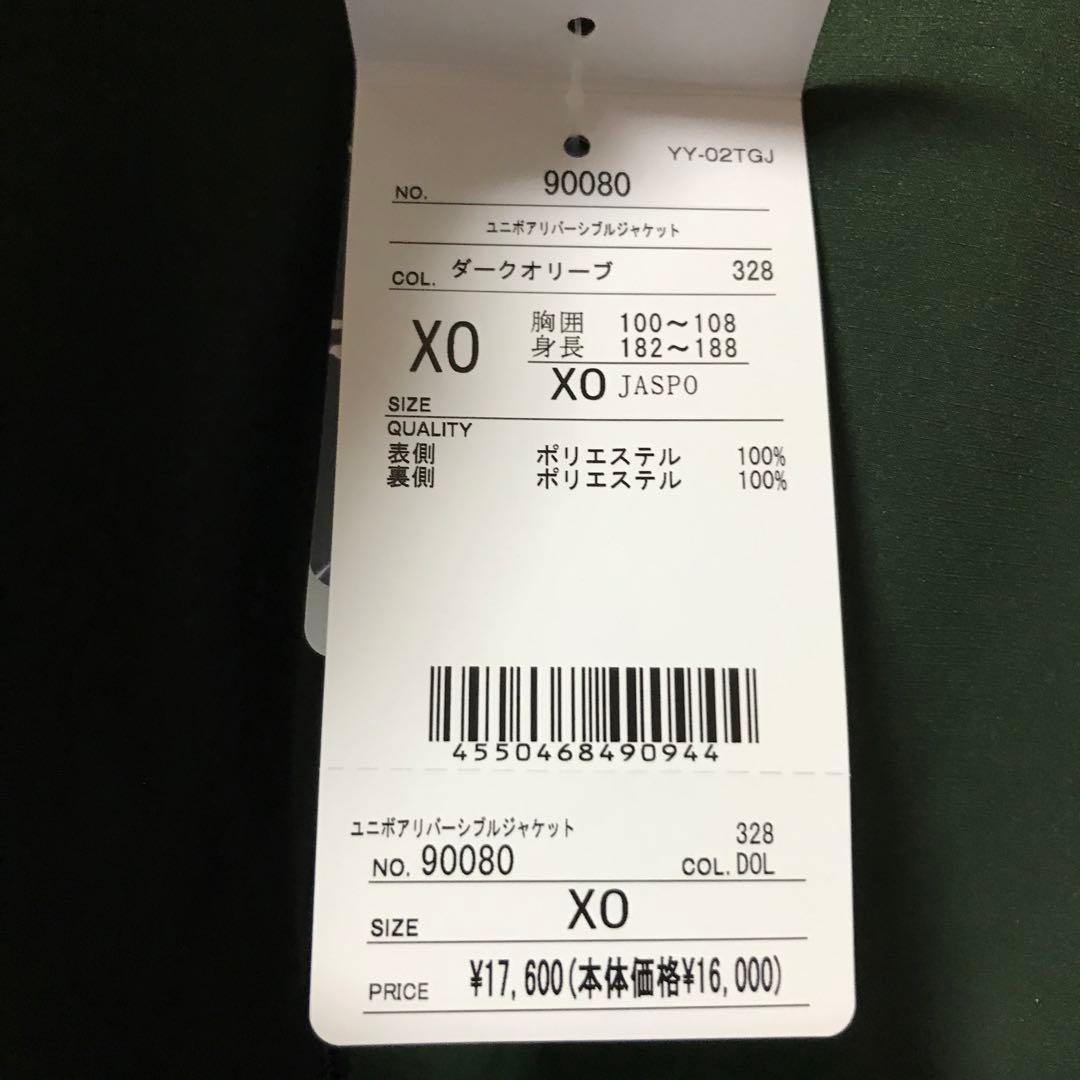 YY-02TGJ
NO. 90080
ユニボアリバーシブルジャケット
COL. ダークオリーブ 328
XO 胸囲 100〜108
身長 182〜188
XO JASPO
SIZE
QUALITY
表側 ポリエステル 100%
裏側 ポリエステル 100%
4550468490944
ユニボアリバーシブルジャケット 328
NO. 90080 COL. DOL
SIZE XO
PRICE ¥17,600(本体価格¥16,000)